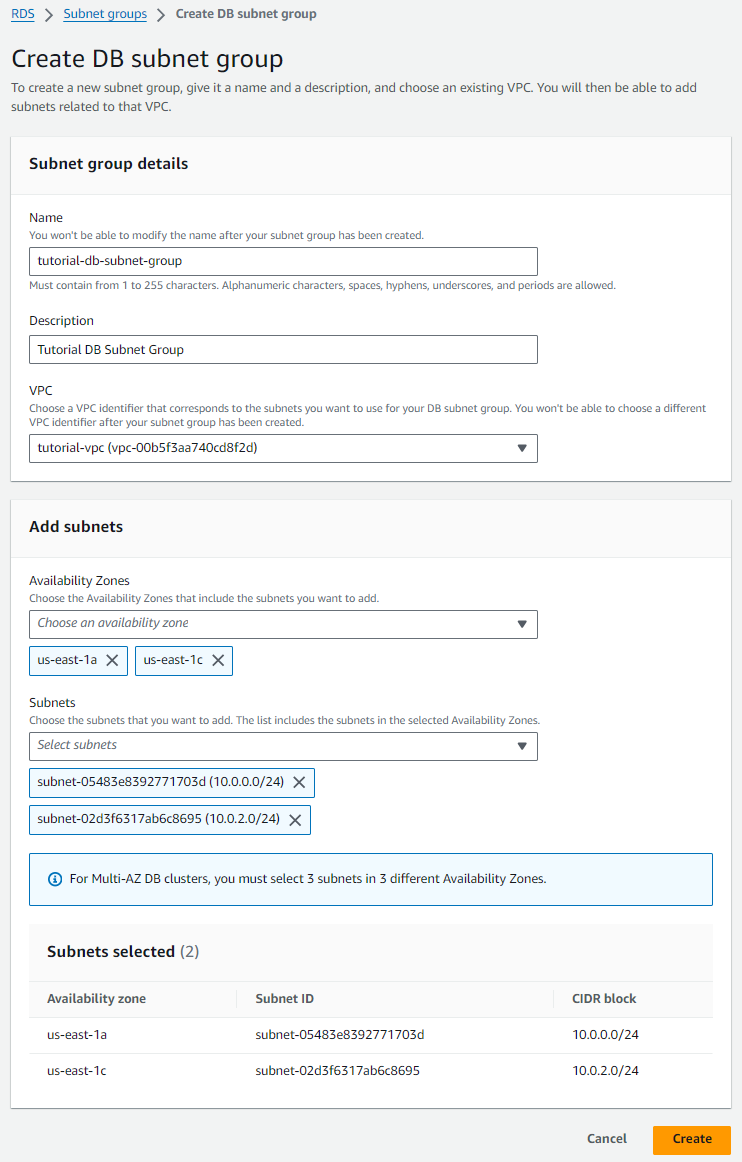 RDS > Subnet groups > Create DB subnet group
Create DB subnet group
To create a new subnet group, give it a name and a description, and choose an existing VPC. You will then be able to add
subnets related to that VPC.
Subnet group details
Name
You won't be able to modify the name after your subnet group has been created.
tutorial-db-subnet-group
Must contain from 1 to 255 characters. Alphanumeric characters, spaces, hyphens, underscores, and periods are allowed.
Description
Tutorial DB Subnet Group
VPC
Choose a VPC identifier that corresponds to the subnets you want to use for your DB subnet group. You won't be able to choose a different
VPC identifier after your subnet group has been created.
tutorial-vpc (vpc-00b5f3aa740cd8f2d)
Add subnets
Availability Zones
Choose the Availability Zones that include the subnets you want to add.
Choose an availability zone
us-east-1a us-east-1c
Subnets
Choose the subnets that you want to add. The list includes the subnets in the selected Availability Zones.
Select subnets
subnet-05483e8392771703d (10.0.0.0/24)
subnet-02d3f6317ab6c8695 (10.0.2.0/24)
For Multi-AZ DB clusters, you must select 3 subnets in 3 different Availability Zones.
Subnets selected (2)
Availability zone Subnet ID CIDR block
us-east-1a subnet-05483e8392771703d 10.0.0.0/24
us-east-1c subnet-02d3f6317ab6c8695 10.0.2.0/24
Cancel Create